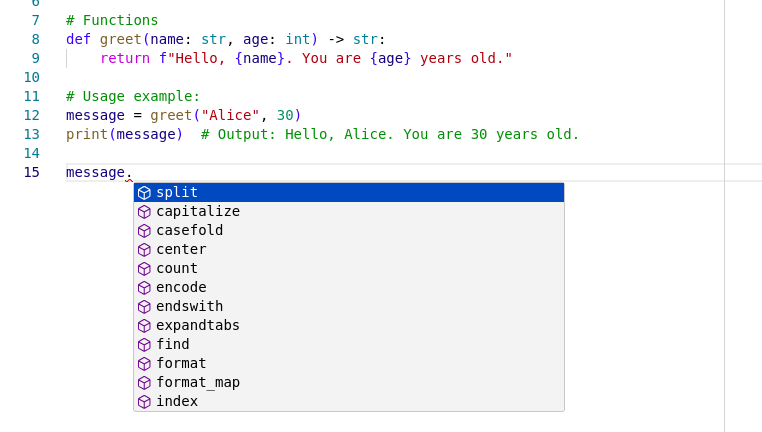 6
7 # Functions
8 def greet(name: str, age: int) -> str:
9     return f"Hello, {name}. You are {age} years old."
10
11 # Usage example:
12 message = greet("Alice", 30)
13 print(message)  # Output: Hello, Alice. You are 30 years old.
14
15 message.
split
capitalize
casefold
center
count
encode
endswith
expandtabs
find
format
format_map
index